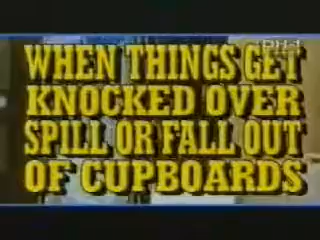 WHEN THINGS GET
KNOCKED OVER
SPILL OR FALL OUT
OF CUPBOARDS